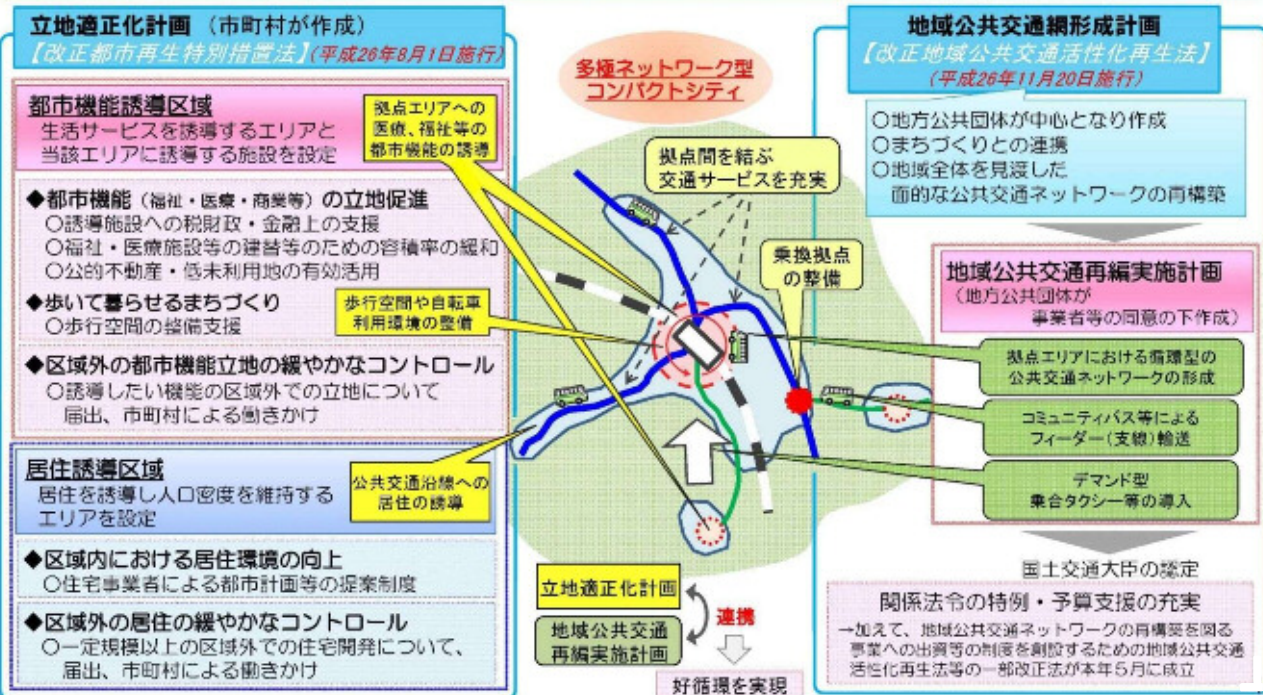 立地適正化計画（市町村が作成）
【改正都市再生特別措置法】(平成26年8月1日施行)
都市機能誘導区域
生活サービスを誘導するエリアと
当該エリアに誘導する施設を設定
◆都市機能（福祉・医療・商業等）の立地促進
○誘導施設への税財政・金融上の支援
○福祉・医療施設等の建替等のための容積率の緩和
○公的不動産・低未利用地の有効活用
◆歩いて暮らせるまちづくり
○歩行空間の整備支援
◆区域外の都市機能立地の緩やかなコントロール
○誘導したい機能の区域外での立地について
届出、市町村による働きかけ
居住誘導区域
居住を誘導し人口密度を維持する
エリアを設定
◆区域内における居住環境の向上
○住宅事業者による都市計画等の提案制度
◆区域外の居住の緩やかなコントロール
○一定規模以上の区域外での住宅開発について、
届出、市町村による働きかけ
拠点エリアへの
医療、福祉等の
都市機能の誘導
歩行空間や自転車
利用環境の整備
公共交通沿線への
居住の誘導
多極ネットワーク型
コンパクトシティ
拠点間を結ぶ
交通サービスを充実
乗換拠点
の整備
立地適正化計画
連携
地域公共交通
再編実施計画
好循環を実現
地域公共交通網形成計画
【改正地域公共交通活性化再生法】
(平成26年11月20日施行)
○地方公共団体が中心となり作成
○まちづくりとの連携
○地域全体を見渡した
面的な公共交通ネットワークの再構築
地域公共交通再編実施計画
（地方公共団体が
事業者等の同意の下作成）
拠点エリアにおける循環型の
公共交通ネットワークの形成
コミュニティバス等による
フィーダー（支線）輸送
デマンド型
集合タクシー等の導入
国土交通大臣の認定
関係法令の特例・予算支援の充実
→加えて、地域公共交通ネットワークの再構築を図る
事業への出資等の制度を創設するための地域公共交通
活性化再生法等の一部改正法が本年５月に成立